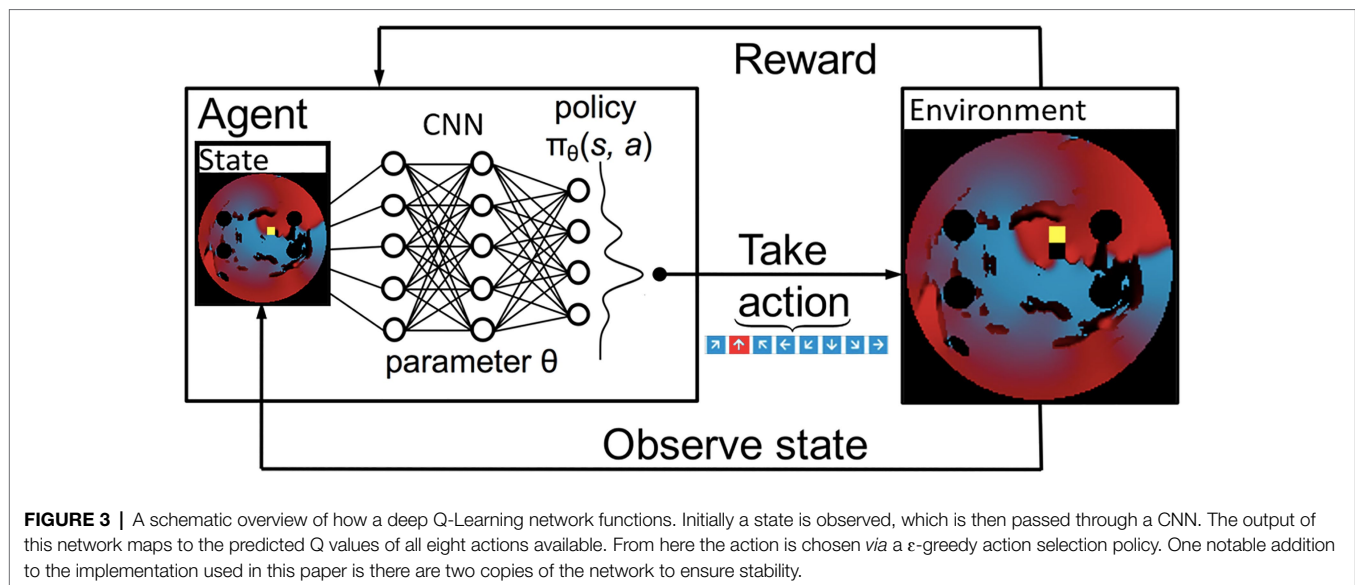 Reward
Agent
State
CNN
policy
πθ(s, a)
parameter θ
Take
action
Environment
Observe state
FIGURE 3 | A schematic overview of how a deep Q-Learning network functions. Initially a state is observed, which is then passed through a CNN. The output of
this network maps to the predicted Q values of all eight actions available. From here the action is chosen via a ε-greedy action selection policy. One notable addition
to the implementation used in this paper is there are two copies of the network to ensure stability.